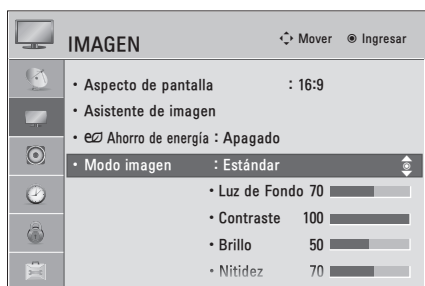 IMAGEN Mover Ingresar
• Aspecto de pantalla : 16:9
• Asistente de imagen
• Ahorro de energía : Apagado
• Modo imagen : Estándar
• Luz de Fondo 70
• Contraste 100
• Brillo 50
• Nitidez 70